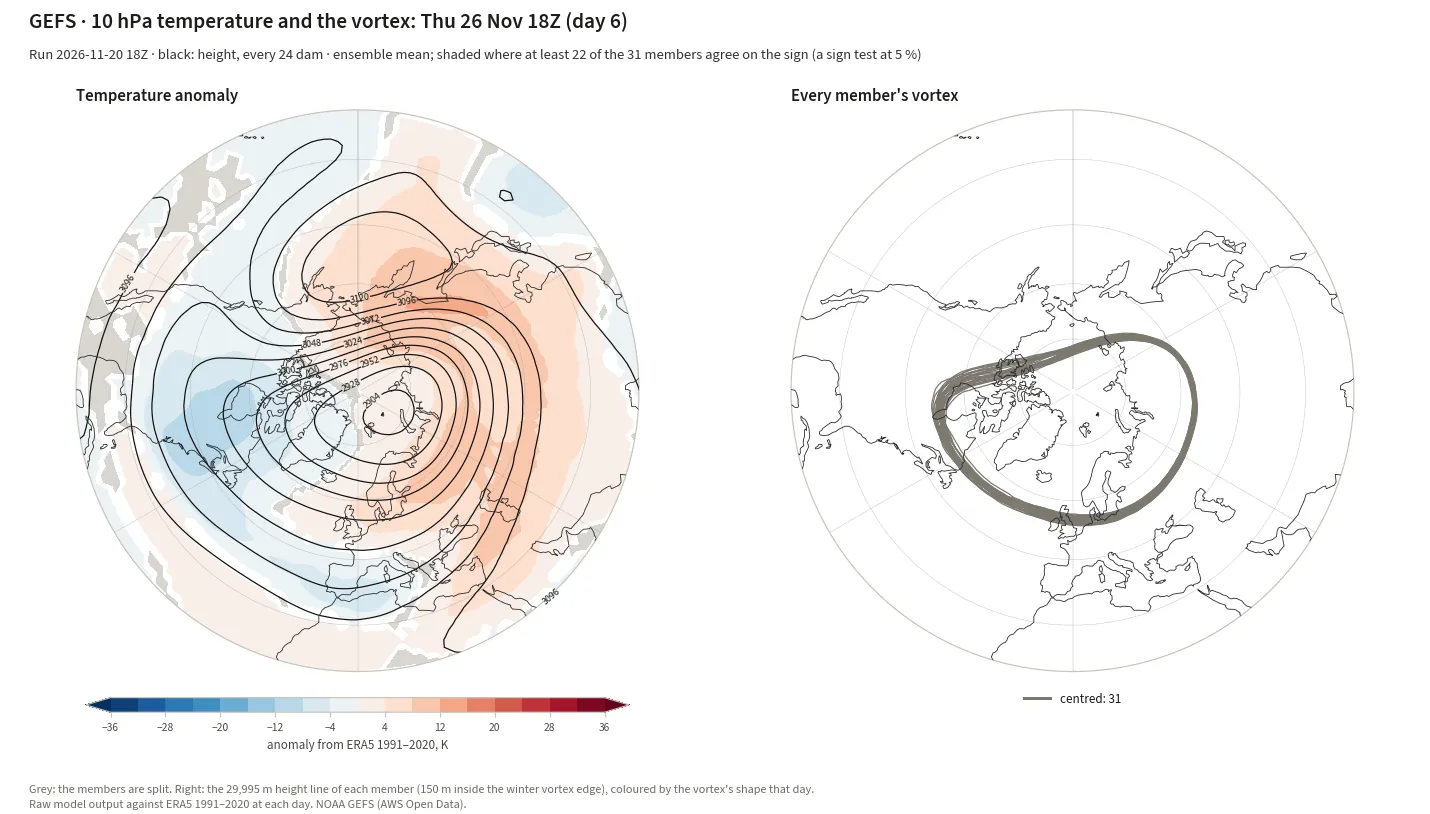 GEFS · 10 hPa temperature and the vortex: Thu 26 Nov 18Z (day 6)
Run 2026-11-20 18Z · black: height, every 24 dam · ensemble mean; shaded where at least 22 of the 31 members agree on the sign (a sign test at 5 %)
Temperature anomaly
Every member's vortex
3096
3120
3096
3072
3048
3024
2976
2952
2928
2904
3096
−36
−28
−20
−12
−4
4
12
20
28
36
anomaly from ERA5 1991–2020, K
centred: 31
Grey: the members are split. Right: the 29,995 m height line of each member (150 m inside the winter vortex edge), coloured by the vortex's shape that day.
Raw model output against ERA5 1991–2020 at each day. NOAA GEFS (AWS Open Data).